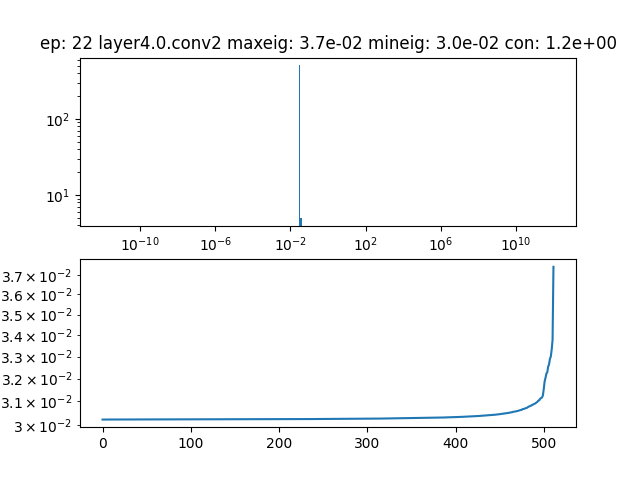 ep: 22 layer4.0.conv2 maxeig: 3.7e-02 mineig: 3.0e-02 con: 1.2e+00
10²
10¹
10⁻¹⁰ 10⁻⁶ 10⁻² 10² 10⁶ 10¹⁰
3.7 × 10⁻²
3.6 × 10⁻²
3.5 × 10⁻²
3.4 × 10⁻²
3.3 × 10⁻²
3.2 × 10⁻²
3.1 × 10⁻²
3 × 10⁻²
0 100 200 300 400 500